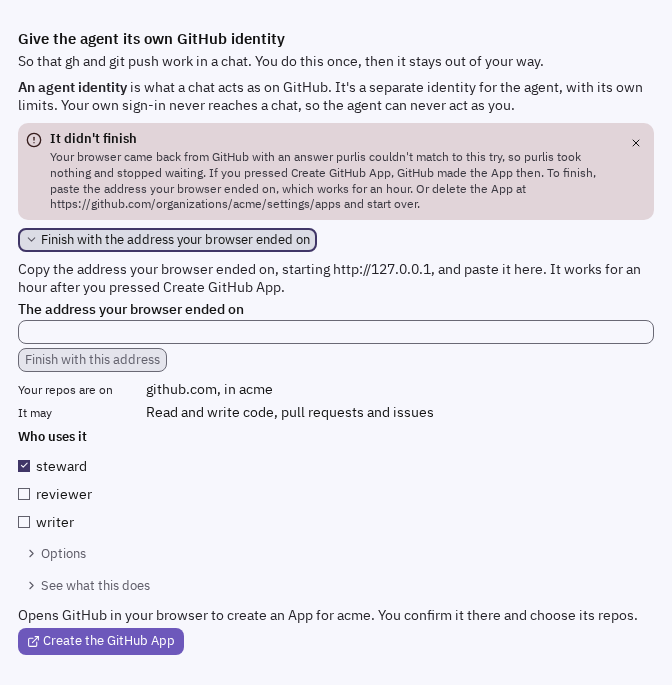 Give the agent its own GitHub identity
So that gh and git push work in a chat. You do this once, then it stays out of your way.
An agent identity is what a chat acts as on GitHub. It's a separate identity for the agent, with its own
limits. Your own sign-in never reaches a chat, so the agent can never act as you.
It didn't finish
Your browser came back from GitHub with an answer purlis couldn't match to this try, so purlis took
nothing and stopped waiting. If you pressed Create GitHub App, GitHub made the App then. To finish,
paste the address your browser ended on, which works for an hour. Or delete the App at
https://github.com/organizations/acme/settings/apps and start over.
Finish with the address your browser ended on
Copy the address your browser ended on, starting http://127.0.0.1, and paste it here. It works for an
hour after you pressed Create GitHub App.
The address your browser ended on
Finish with this address
Your repos are on github.com, in acme
It may Read and write code, pull requests and issues
Who uses it
steward
reviewer
writer
Options
See what this does
Opens GitHub in your browser to create an App for acme. You confirm it there and choose its repos.
Create the GitHub App